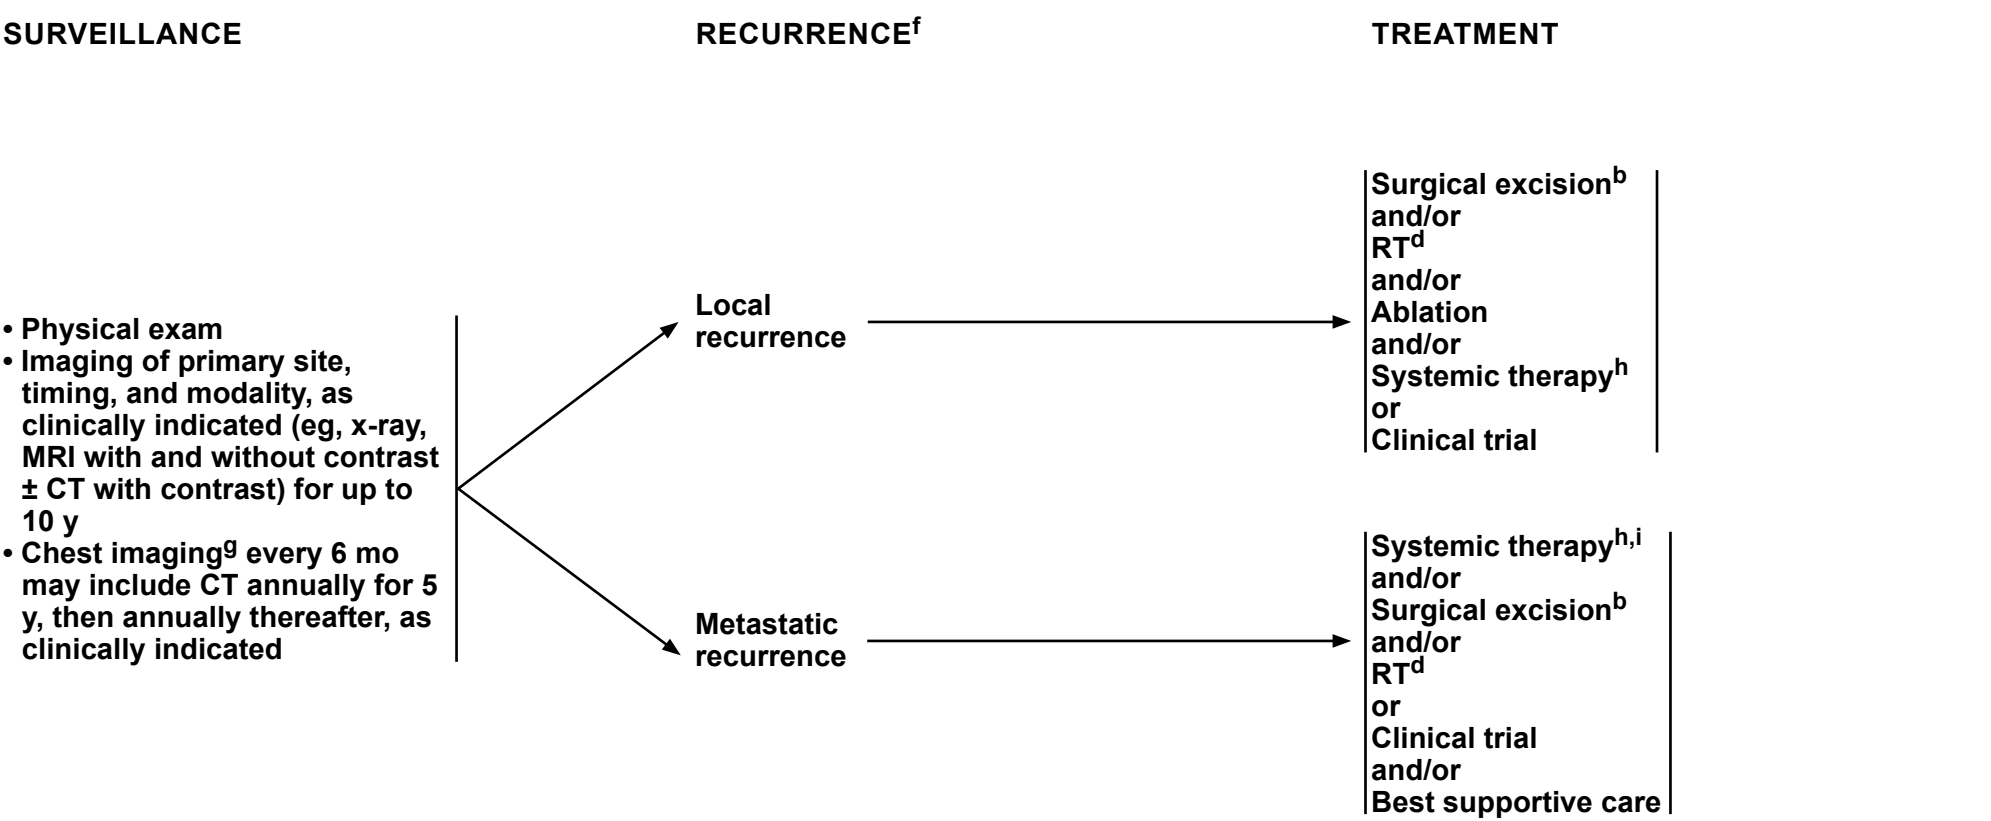 SURVEILLANCE
RECURRENCEf
TREATMENT
• Physical exam
• Imaging of primary site,
timing, and modality, as
clinically indicated (eg, x-ray,
MRI with and without contrast
± CT with contrast) for up to
10 y
• Chest imagingg every 6 mo
may include CT annually for 5
y, then annually thereafter, as
clinically indicated
Local
recurrence
Metastatic
recurrence
Surgical excisionb
and/or
RTd
and/or
Ablation
and/or
Systemic therapyh
or
Clinical trial
Systemic therapyh,i
and/or
Surgical excisionb
and/or
RTd
or
Clinical trial
and/or
Best supportive care